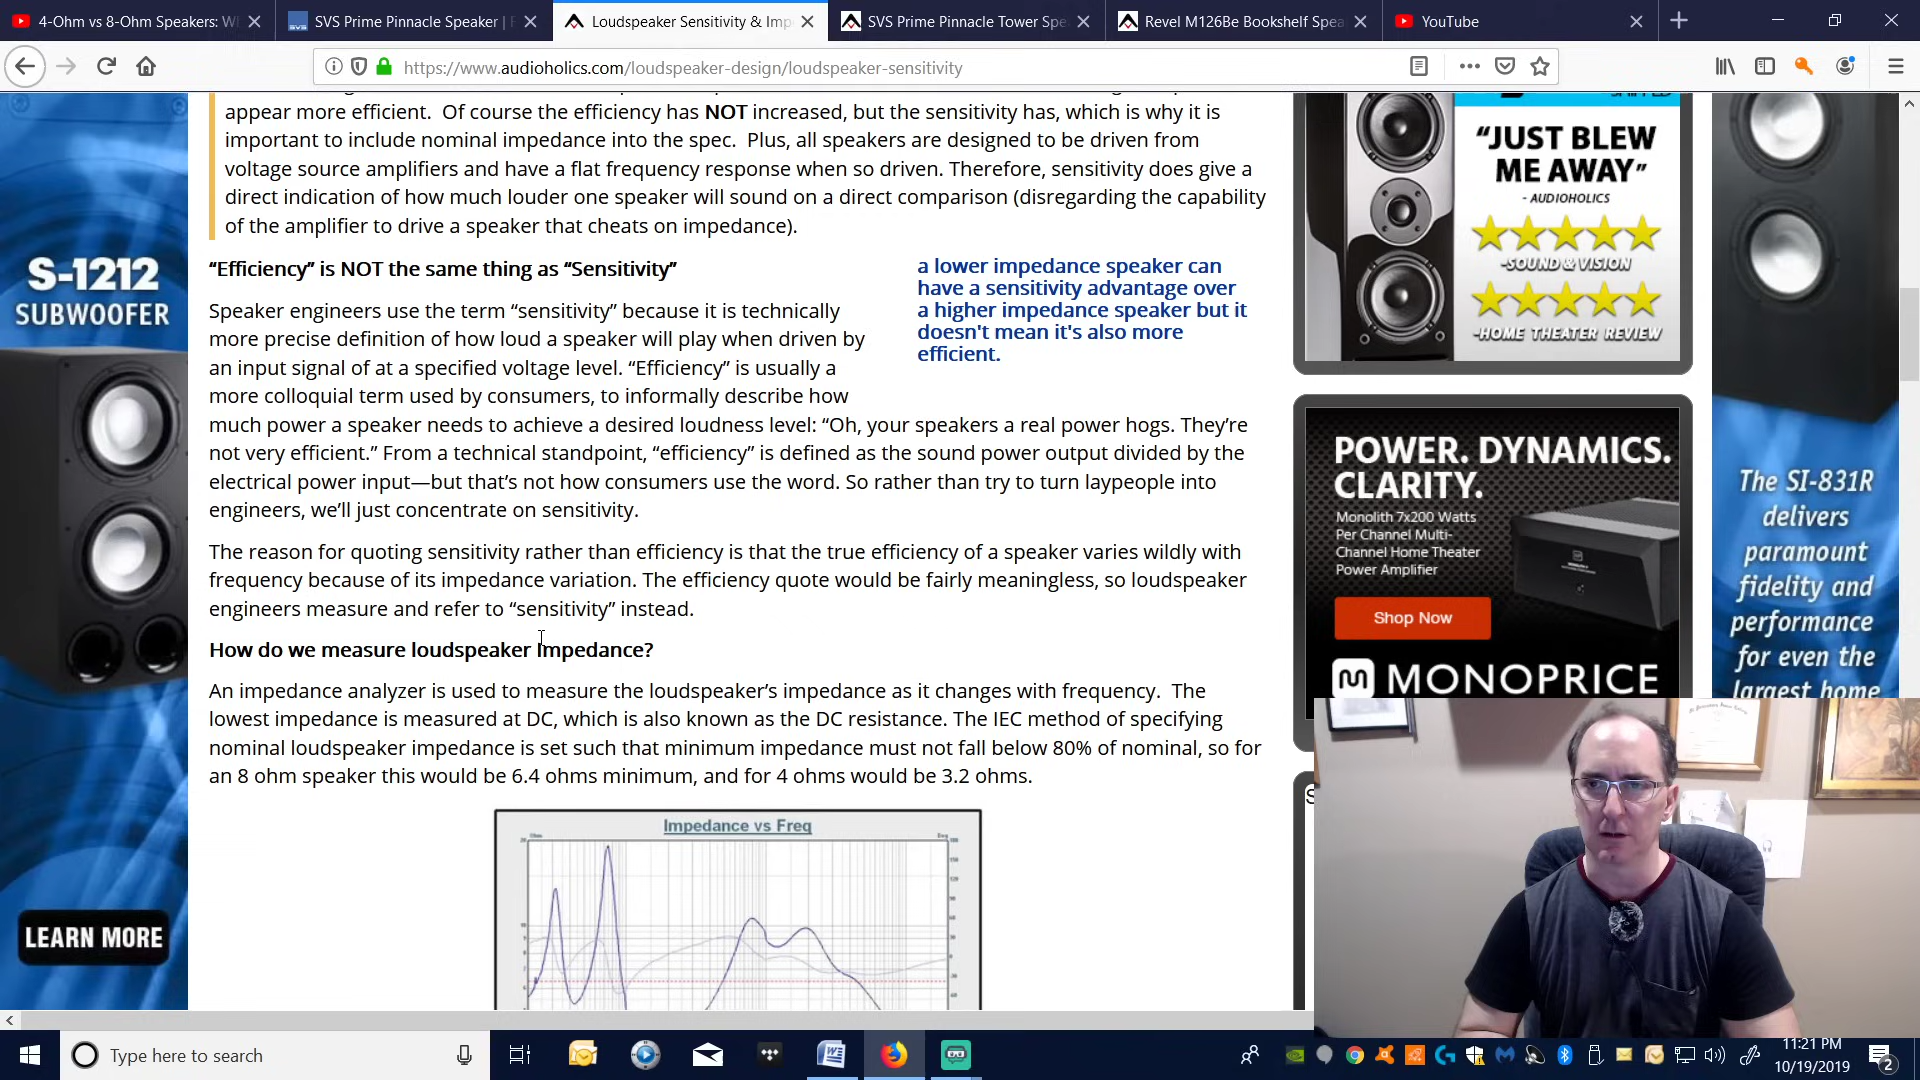 4-Ohm vs 8-Ohm Speakers: W
SVS Prime Pinnacle Speaker |
Loudspeaker Sensitivity & Imp
SVS Prime Pinnacle Tower Spe
Revel M126Be Bookshelf Spea
YouTube
https://www.audioholics.com/loudspeaker-design/loudspeaker-sensitivity
appear more efficient.  Of course the efficiency has NOT increased, but the sensitivity has, which is why it is
important to include nominal impedance into the spec.  Plus, all speakers are designed to be driven from
voltage source amplifiers and have a flat frequency response when so driven. Therefore, sensitivity does give a
direct indication of how much louder one speaker will sound on a direct comparison (disregarding the capability
of the amplifier to drive a speaker that cheats on impedance).
“Efficiency” is NOT the same thing as “Sensitivity”
a lower impedance speaker can
have a sensitivity advantage over
a higher impedance speaker but it
doesn't mean it's also more
efficient.
Speaker engineers use the term “sensitivity” because it is technically
more precise definition of how loud a speaker will play when driven by
an input signal of at a specified voltage level. “Efficiency” is usually a
more colloquial term used by consumers, to informally describe how
much power a speaker needs to achieve a desired loudness level: “Oh, your speakers a real power hogs. They’re
not very efficient.” From a technical standpoint, “efficiency” is defined as the sound power output divided by the
electrical power input—but that’s not how consumers use the word. So rather than try to turn laypeople into
engineers, we’ll just concentrate on sensitivity.
The reason for quoting sensitivity rather than efficiency is that the true efficiency of a speaker varies wildly with
frequency because of its impedance variation. The efficiency quote would be fairly meaningless, so loudspeaker
engineers measure and refer to “sensitivity” instead.
How do we measure loudspeaker Impedance?
An impedance analyzer is used to measure the loudspeaker’s impedance as it changes with frequency.  The
lowest impedance is measured at DC, which is also known as the DC resistance. The IEC method of specifying
nominal loudspeaker impedance is set such that minimum impedance must not fall below 80% of nominal, so for
an 8 ohm speaker this would be 6.4 ohms minimum, and for 4 ohms would be 3.2 ohms.
Impedance vs Freq
S-1212
SUBWOOFER
LEARN MORE
“JUST BLEW
ME AWAY”
- AUDIOHOLICS
-SOUND & VISION
-HOME THEATER REVIEW
POWER. DYNAMICS.
CLARITY.
Monolith 7x200 Watts
Per Channel Multi-
Channel Home Theater
Power Amplifier
Shop Now
MONOPRICE
The SI-831R
delivers
paramount
fidelity and
performance
for even the
largest home
Type here to search
11:21 PM
10/19/2019
2